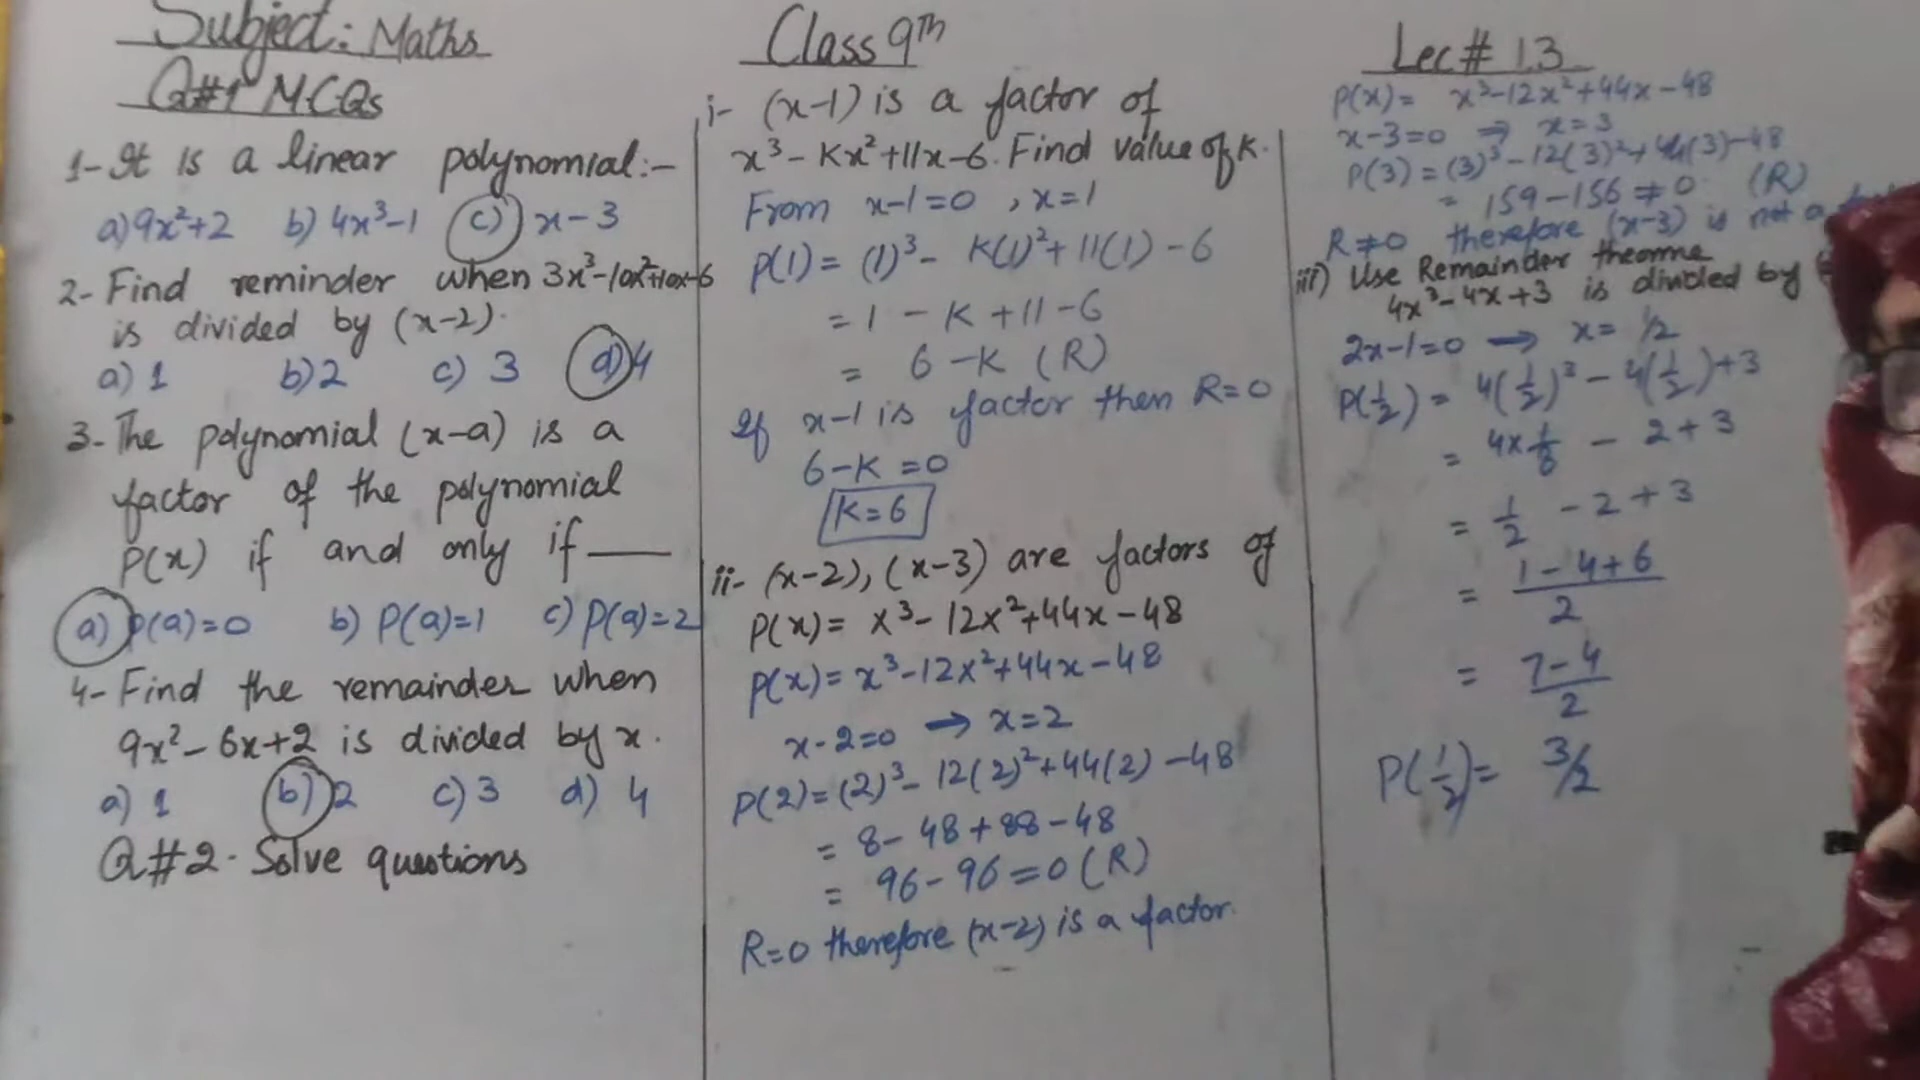 Subject: Maths
Q#1 MCQs
1- It is a linear polynomial:-
a) 9x²+2 b) 4x³-1 (c) x-3
2- Find reminder when 3x³-10x²+10x-6
is divided by (x-2).
a) 1 b) 2 c) 3 d) 4
3- The polynomial (x-a) is a
factor of the polynomial
P(x) if and only if ___
a) P(a)=0 b) P(a)=1 c) P(a)=2
4- Find the remainder when
9x²-6x+2 is divided by x.
a) 1 b) 2 c) 3 d) 4
Q#2. Solve questions
Class 9th
i- (x-1) is a factor of
x³-Kx²+11x-6. Find value of K.
From x-1=0, x=1
P(1) = (1)³- K(1)²+11(1)-6
= 1-K+11-6
= 6-K (R)
If x-1 is factor then R=0
6-K=0
K=6
ii- (x-2), (x-3) are factors of
P(x)= x³-12x²+44x-48
P(x)= x³-12x²+44x-48
x-2=0 → x=2
P(2)=(2)³-12(2)²+44(2)-48
= 8-48+88-48
= 96-96=0 (R)
R=0 therefore (x-2) is a factor.
Lec# 13
P(x)= x³-12x²+44x-48
x-3=0 ⇒ x=3
P(3)=(3)³-12(3)²+44(3)-48
= 159-156≠0 (R)
R≠0 therefore (x-3) is not a
iii) Use Remainder theorme
4x³-4x+3 is divided by
2x-1=0 → x= 1/2
P(1/2)= 4(1/2)³-4(1/2)+3
= 4×1/8 - 2+3
= 1/2 -2+3
= (1-4+6)/2
= (7-4)/2
P(1/2)= 3/2